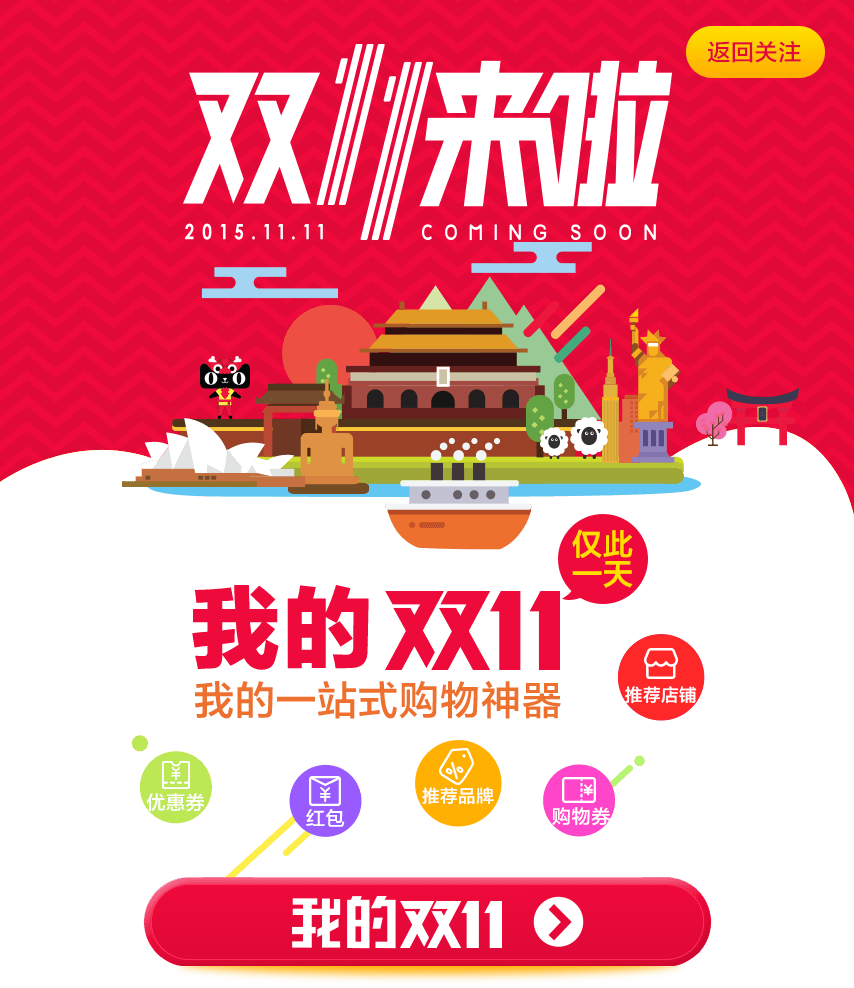 返回关注
双11来啦
2015.11.11 COMING SOON
仅此
一天
我的双11
我的一站式购物神器
推荐店铺
优惠券
红包
推荐品牌
购物券
我的双11